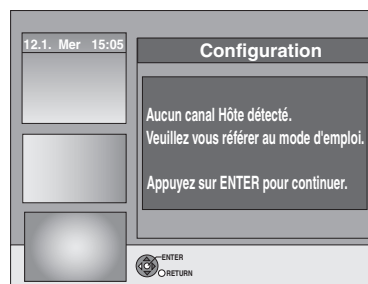 12.1. Mer 15:05
Configuration
Aucun canal Hôte détecté.
Veuillez vous référer au mode d'emploi.
Appuyez sur ENTER pour continuer.
ENTER
RETURN